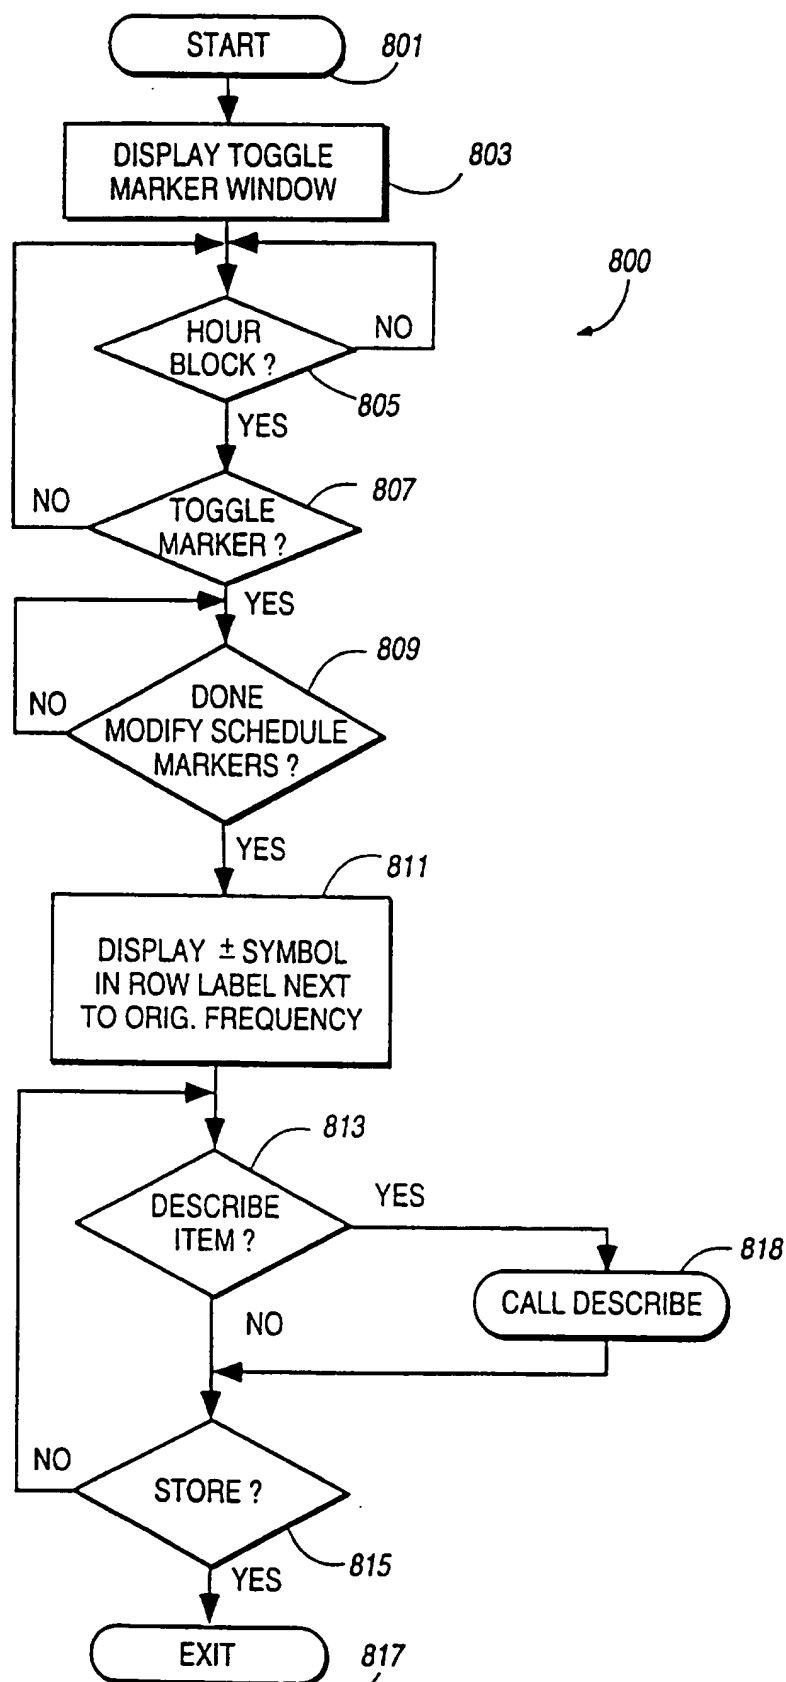 START
801
DISPLAY TOGGLE
MARKER WINDOW
803
800
HOUR
BLOCK ?
NO
805
YES
807
NO
TOGGLE
MARKER ?
YES
809
NO
DONE
MODIFY SCHEDULE
MARKERS ?
YES
811
DISPLAY ± SYMBOL
IN ROW LABEL NEXT
TO ORIG. FREQUENCY
813
DESCRIBE
ITEM ?
YES
818
CALL DESCRIBE
NO
NO
STORE ?
815
YES
EXIT
817